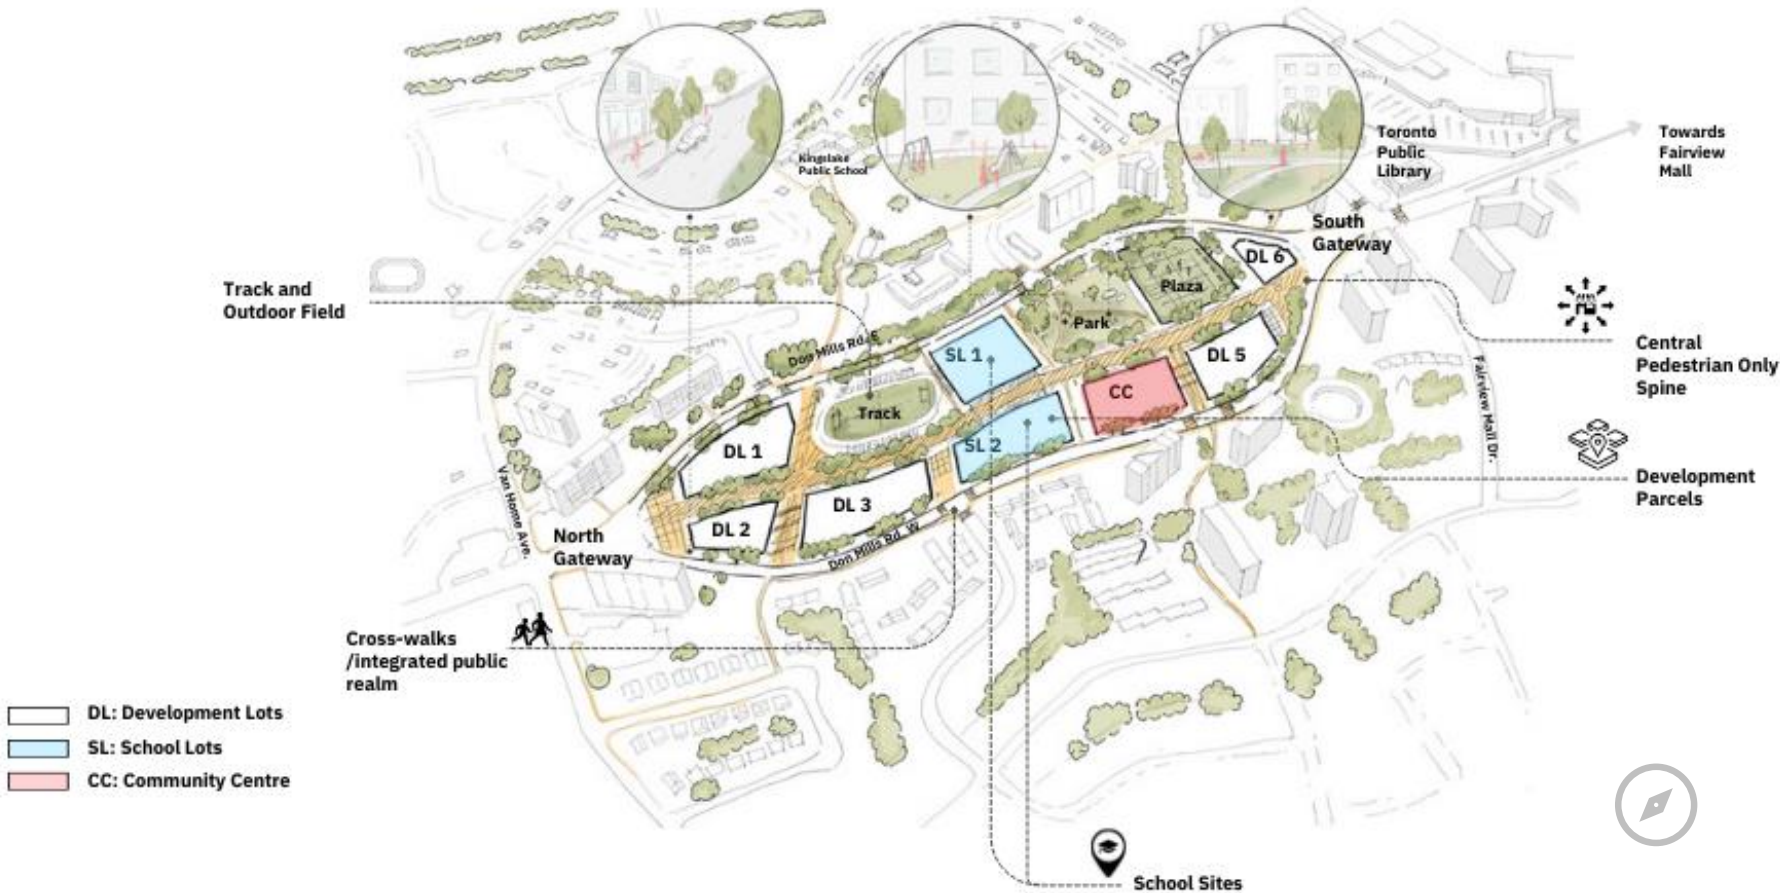 Kingslake
Public School
Toronto
Public
Library
Towards
Fairview
Mall
South
Gateway
DL 6
Track and
Outdoor Field
Plaza
Park
Don Mills Rd. E
SL 1
DL 5
Central
Pedestrian Only
Spine
CC
Track
Fairview Mall Dr.
DL 1
SL 2
Development
Parcels
Van Horne Ave.
DL 3
DL 2
North
Gateway
Don Mills Rd. W
Cross-walks
/integrated public
realm
DL: Development Lots
SL: School Lots
CC: Community Centre
School Sites